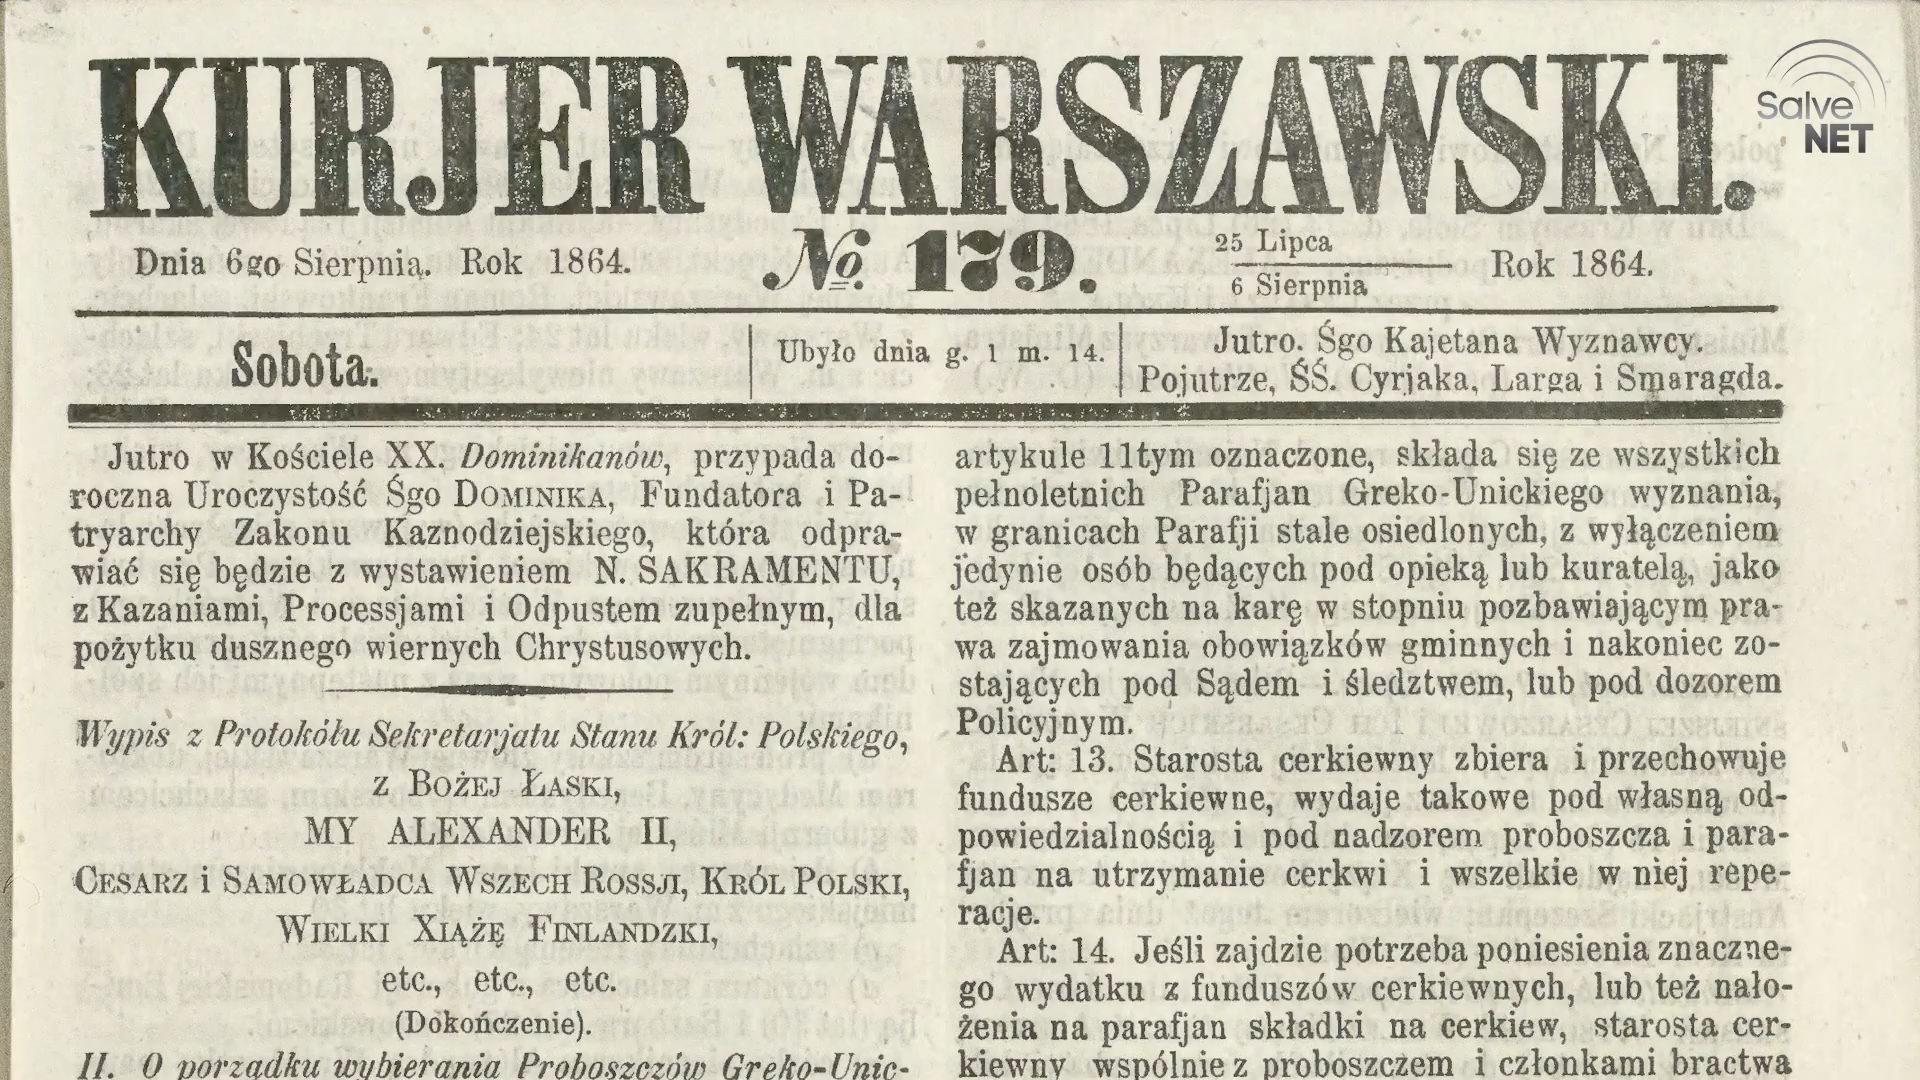 KURJER WARSZAWSKI.
Salve
NET
Dnia 6go Sierpnia. Rok 1864.
№ 179.
25 Lipca
6 Sierpnia
Rok 1864.
Sobota.
Ubyło dnia g. 1 m. 14.
Jutro. Śgo Kajetana Wyznawcy.
Pojutrze, ŚŚ. Cyrjaka, Larga i Smaragda.
Jutro w Kościele XX. Dominikanów, przypada do-
roczna Uroczystość Śgo DOMINIKA, Fundatora i Pa-
tryarchy Zakonu Kaznodziejskiego, która odpra-
wiać się będzie z wystawieniem N. SAKRAMENTU,
z Kazaniami, Processjami i Odpustem zupełnym, dla
pożytku dusznego wiernych Chrystusowych.
Wypis z Protokółu Sekretarjatu Stanu Król: Polskiego,
Z BOŻEJ ŁASKI,
MY ALEXANDER II,
CESARZ i SAMOWŁADCA WSZECH ROSSJI, KRÓL POLSKI,
WIELKI XIĄŻĘ FINLANDZKI,
etc., etc., etc.
(Dokończenie).
II. O porządku wybierania Proboszczów Greko-Unic-
artykule 11tym oznaczone, składa się ze wszystkich
pełnoletnich Parafjan Greko-Unickiego wyznania,
w granicach Parafji stale osiedlonych, z wyłączeniem
jedynie osób będących pod opieką lub kuratelą, jako
też skazanych na karę w stopniu pozbawiającym pra-
wa zajmowania obowiązków gminnych i nakoniec zo-
stających pod Sądem i śledztwem, lub pod dozorem
Policyjnym.
Art: 13. Starosta cerkiewny zbiera i przechowuje
fundusze cerkiewne, wydaje takowe pod własną od-
powiedzialnością i pod nadzorem proboszcza i para-
fjan na utrzymanie cerkwi i wszelkie w niej repe-
racje.
Art: 14. Jeśli zajdzie potrzeba poniesienia znaczne-
go wydatku z funduszów cerkiewnych, lub też nało-
żenia na parafjan składki na cerkiew, starosta cer-
kiewny wspólnie z proboszczem i członkami bractwa